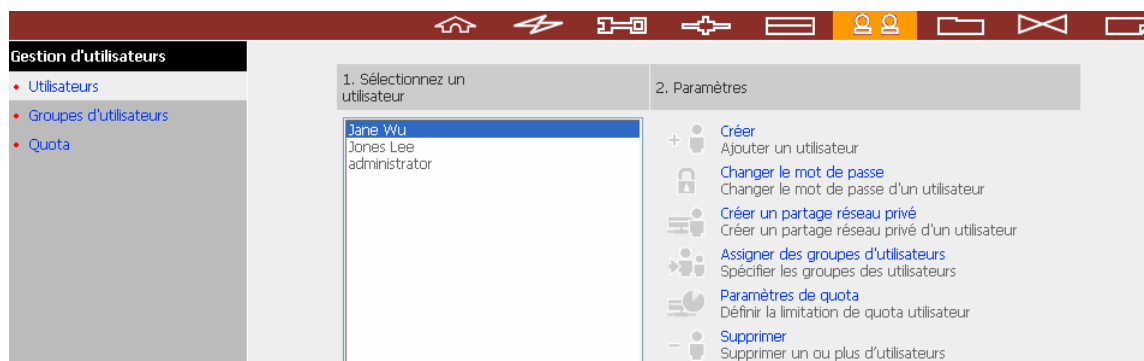 Gestion d'utilisateurs
Utilisateurs
Groupes d'utilisateurs
Quota
1. Sélectionnez un
utilisateur
Jane Wu
Jones Lee
administrator
2. Paramètres
Créer
Ajouter un utilisateur
Changer le mot de passe
Changer le mot de passe d'un utilisateur
Créer un partage réseau privé
Créer un partage réseau privé d'un utilisateur
Assigner des groupes d'utilisateurs
Spécifier les groupes des utilisateurs
Paramètres de quota
Définir la limitation de quota utilisateur
Supprimer
Supprimer un ou plus d'utilisateurs